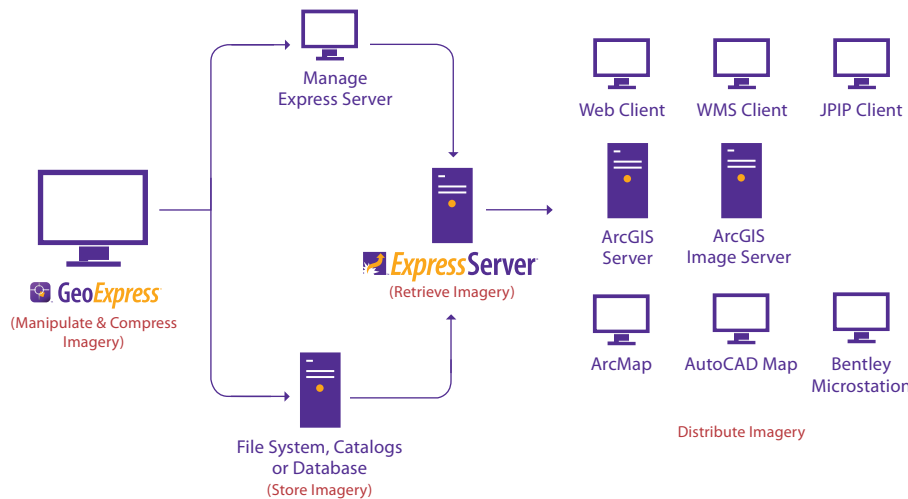 Manage
Express Server
GeoExpress
(Manipulate & Compress
Imagery)
File System, Catalogs
or Database
(Store Imagery)
ExpressServer
(Retrieve Imagery)
Web Client
WMS Client
JPIP Client
ArcGIS
Server
ArcGIS
Image Server
ArcMap
AutoCAD Map
Bentley
Microstation
Distribute Imagery